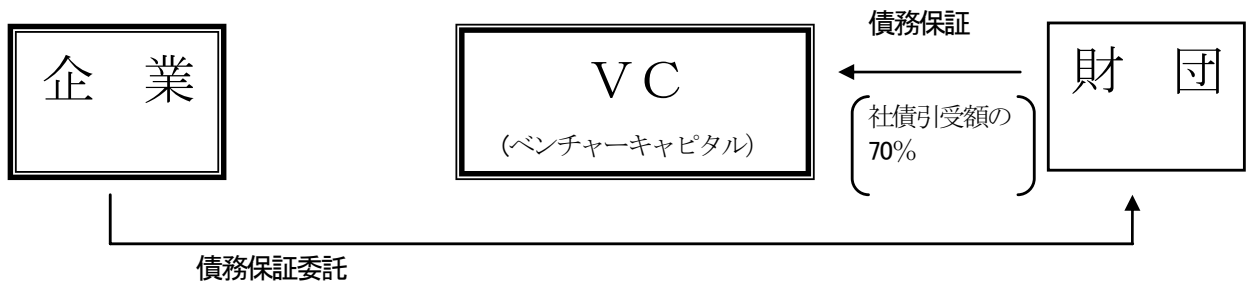 債務保証
企　業
ＶＣ
(ベンチャーキャピタル)
財　団
社債引受額の
70％
債務保証委託